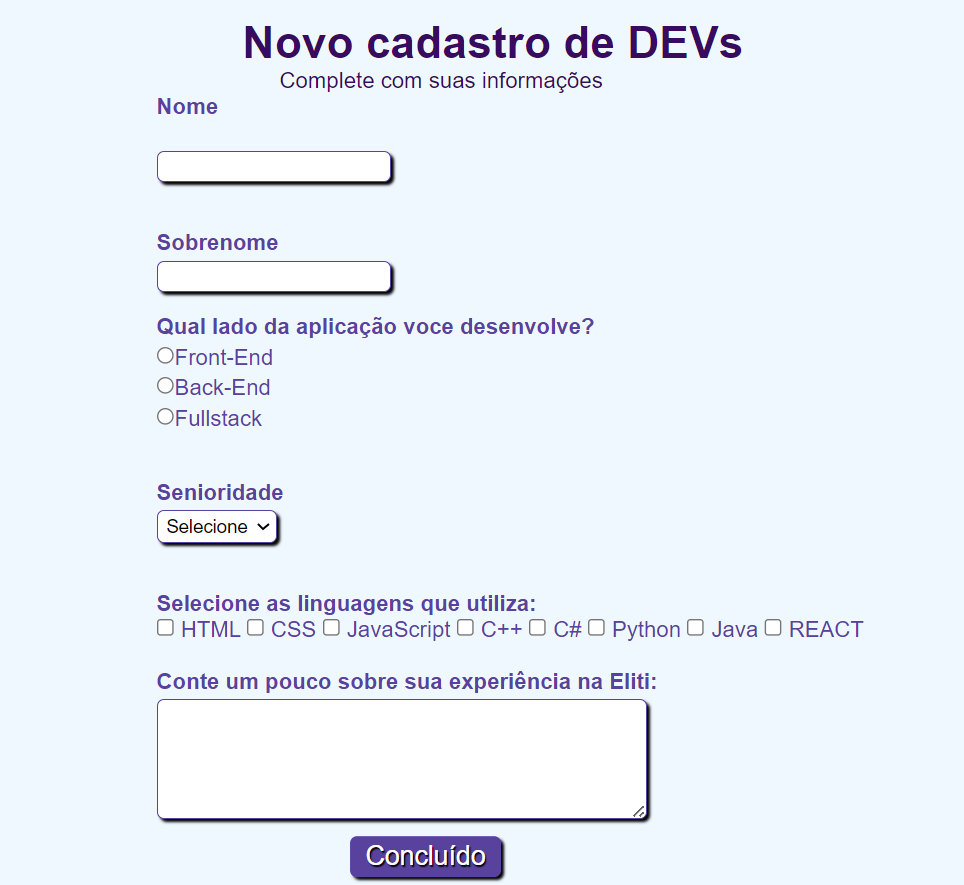 Novo cadastro de DEVs
Complete com suas informações
Nome
Sobrenome
Qual lado da aplicação voce desenvolve?
Front-End
Back-End
Fullstack
Senioridade
Selecione
Selecione as linguagens que utiliza:
HTML CSS JavaScript C++ C# Python Java REACT
Conte um pouco sobre sua experiência na Eliti:
Concluído